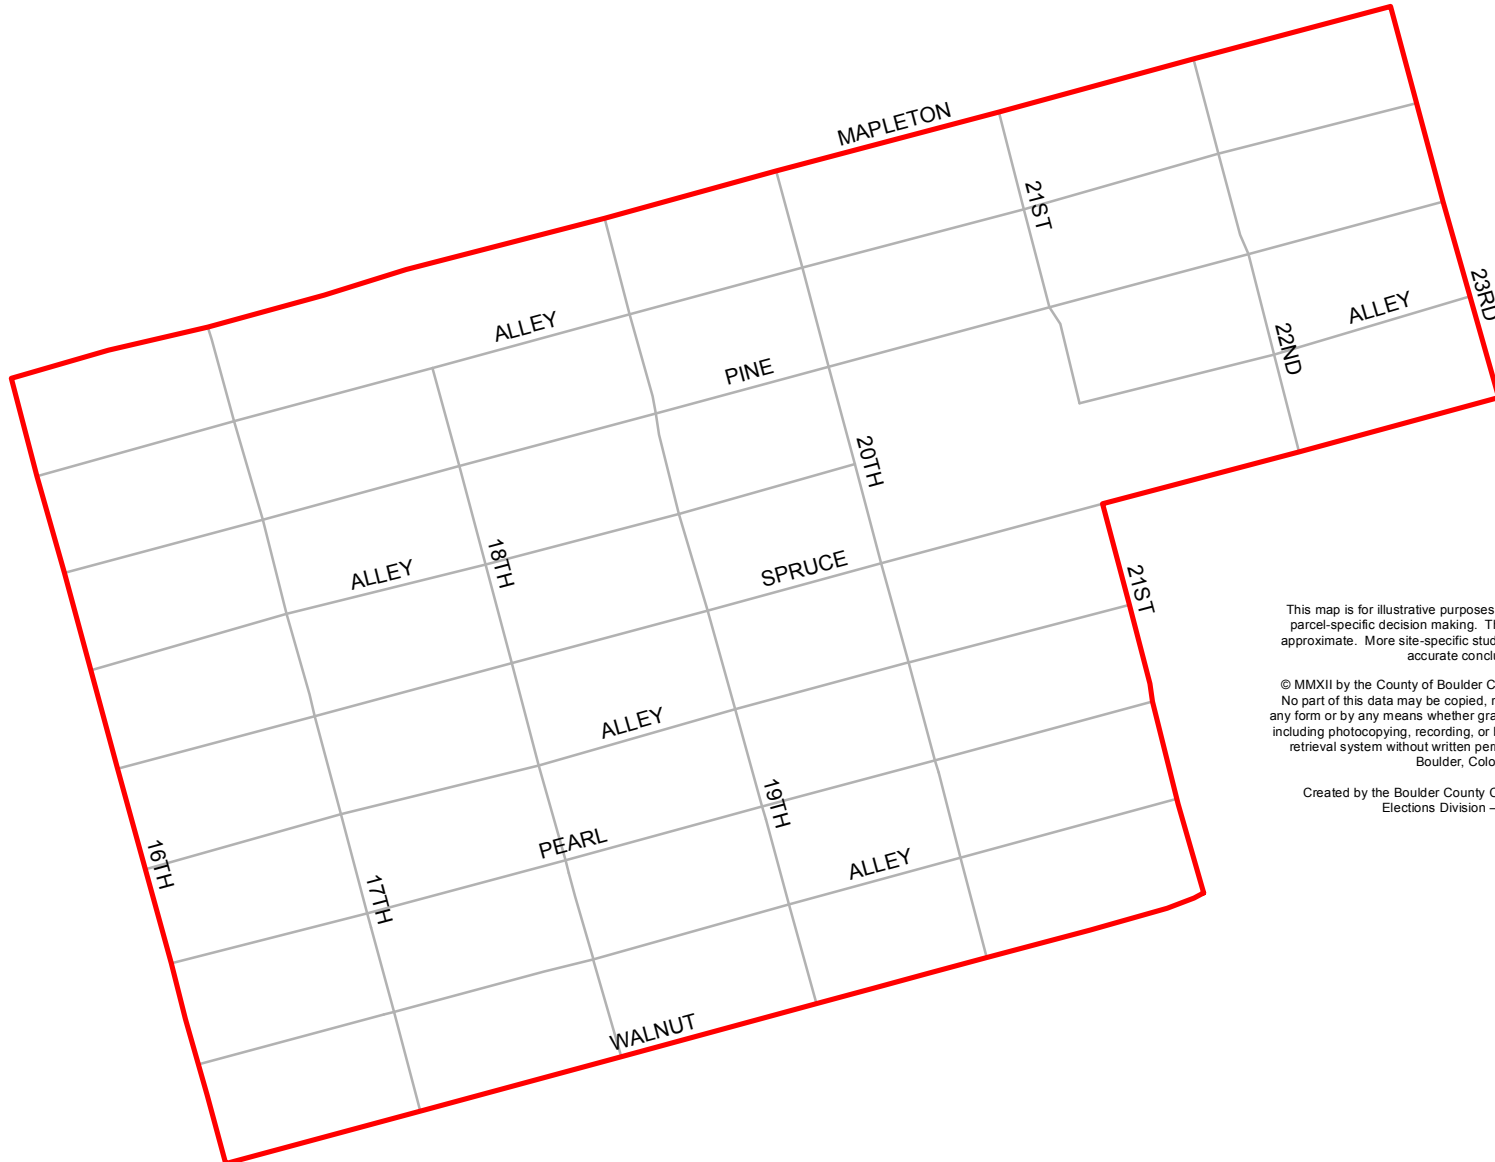 MAPLETON
21ST
ALLEY
23RD
ALLEY
22ND
PINE
20TH
18TH
SPRUCE
ALLEY
21ST
ALLEY
19TH
PEARL
16TH
ALLEY
17TH
WALNUT
This map is for illustrative purposes
parcel-specific decision making. Th
approximate. More site-specific stud
accurate conclu
© MMXII by the County of Boulder C
No part of this data may be copied, r
any form or by any means whether gra
including photocopying, recording, or
retrieval system without written per
Boulder, Colo
Created by the Boulder County C
Elections Division –